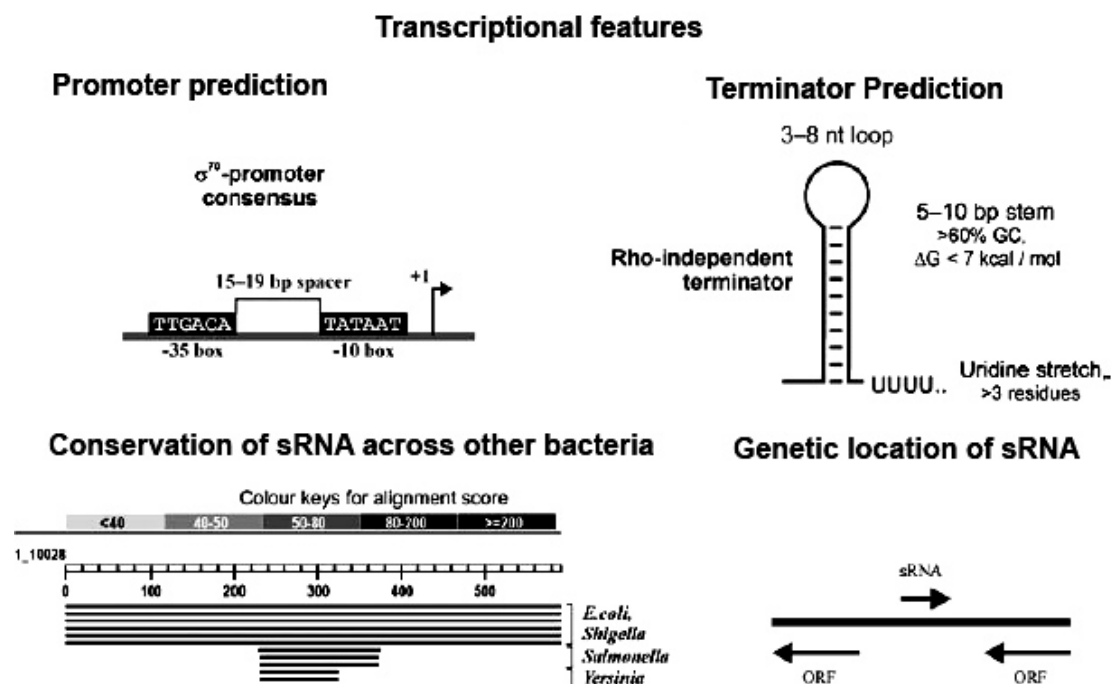 Transcriptional features
Promoter prediction
σ⁷⁰-promoter
consensus
15–19 bp spacer
+1
TTGACA
TATAAT
-35 box
-10 box
Terminator Prediction
3–8 nt loop
5–10 bp stem
>60% GC,
ΔG < 7 kcal / mol
Rho-independent
terminator
UUUU..
Uridine stretch
>3 residues
Conservation of sRNA across other bacteria
Colour keys for alignment score
<40 40-50 50-80 80-200 >=200
1_10028
0 100 200 300 400 500
E.coli,
Shigella
Salmonella
Yersinia
Genetic location of sRNA
sRNA
ORF ORF